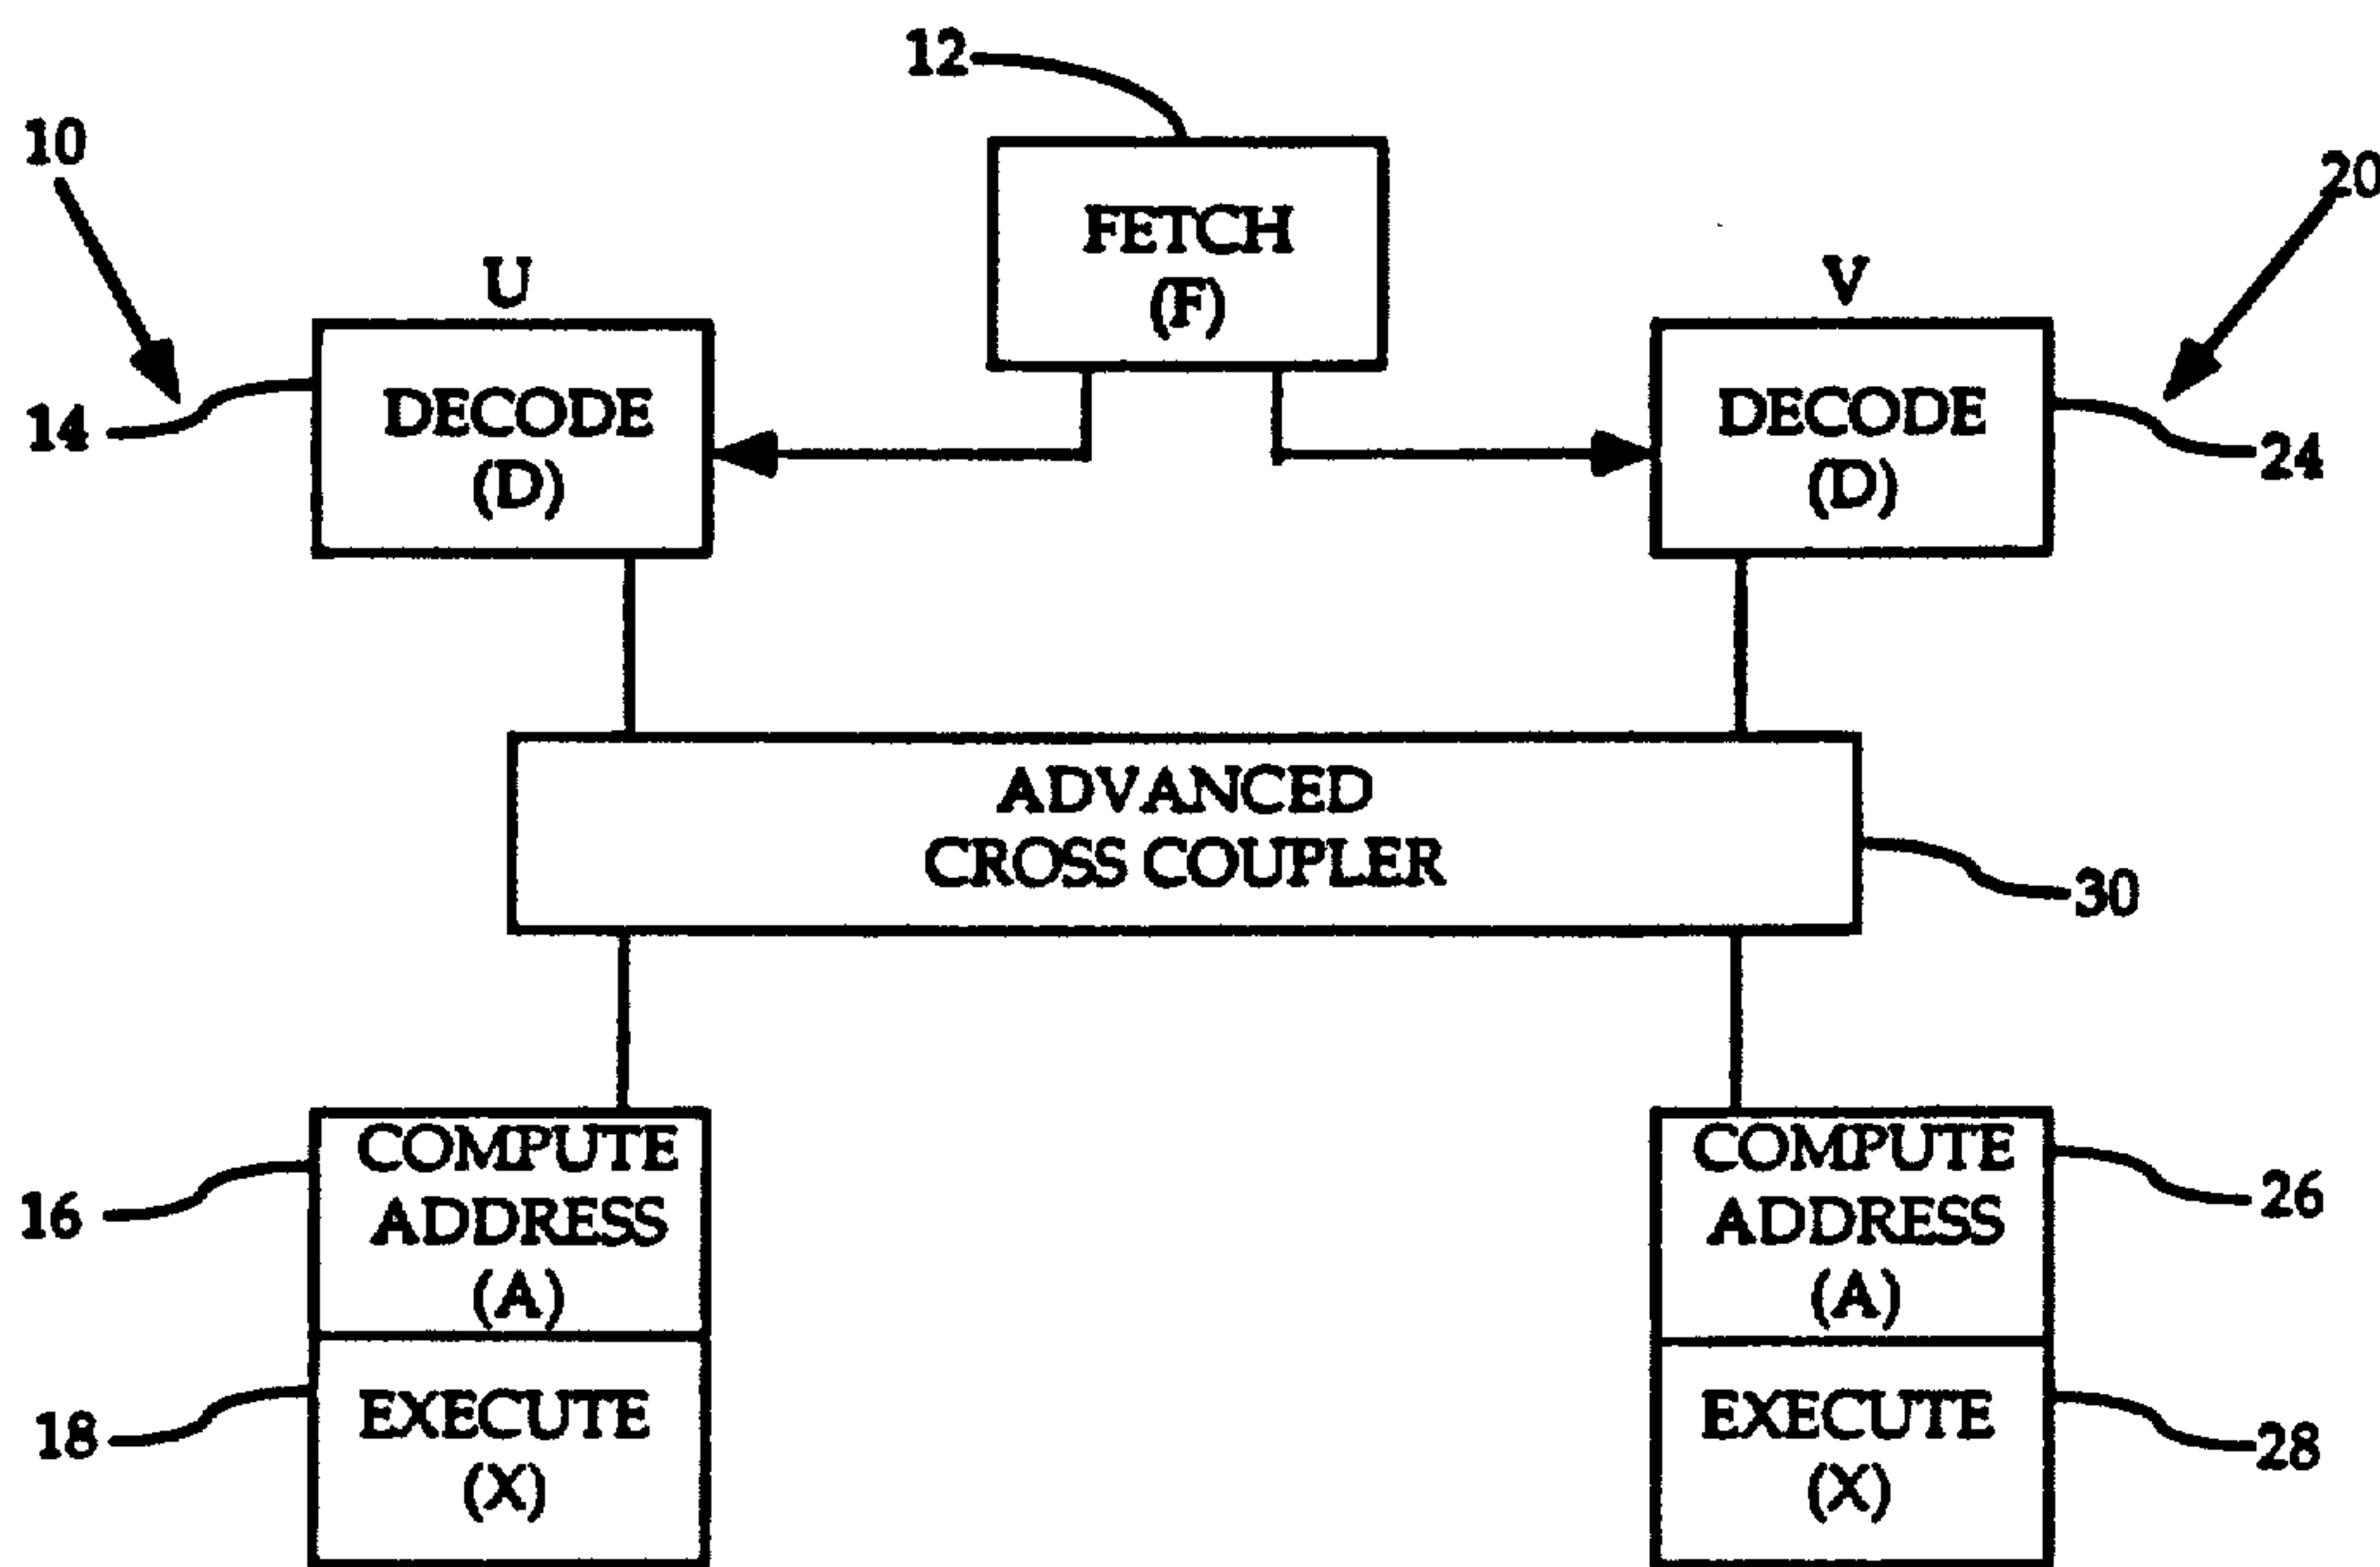 12
10
20
FETCH
(F)
U
V
DECODE
(D)
DECODE
(D)
14
24
ADVANCED
CROSS COUPLER
30
COMPUTE
ADDRESS
(A)
COMPUTE
ADDRESS
(A)
16
26
EXECUTE
(X)
EXECUTE
(X)
18
28